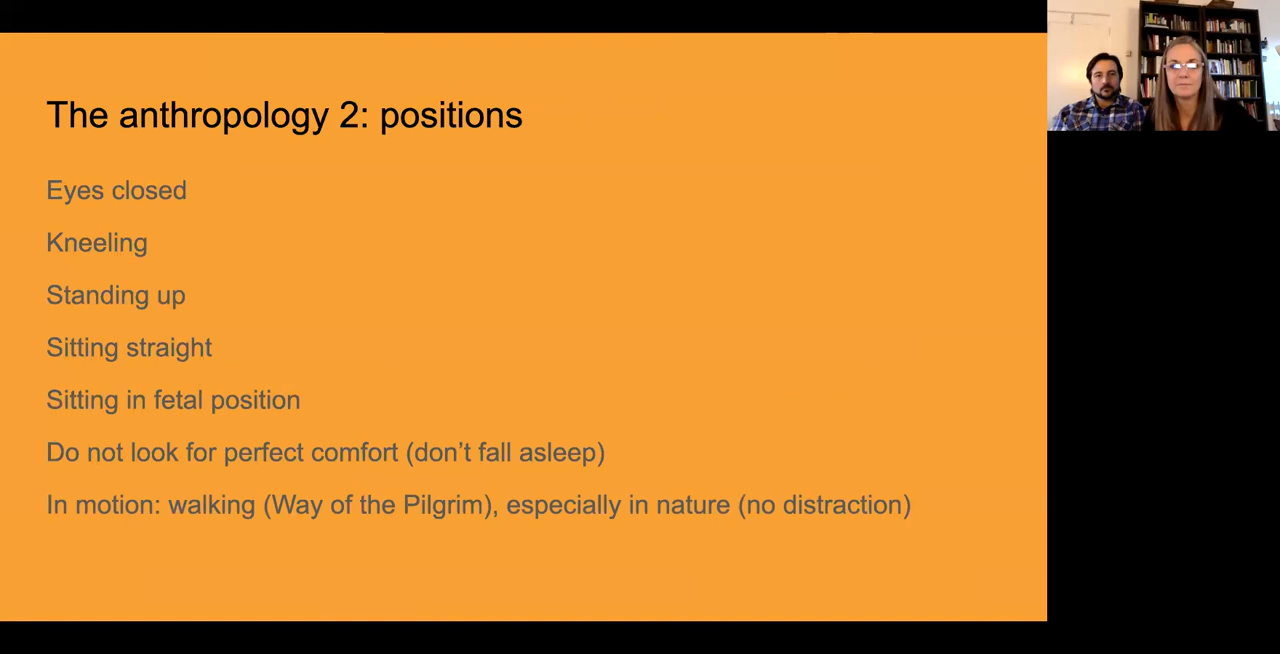 The anthropology 2: positions
Eyes closed
Kneeling
Standing up
Sitting straight
Sitting in fetal position
Do not look for perfect comfort (don’t fall asleep)
In motion: walking (Way of the Pilgrim), especially in nature (no distraction)